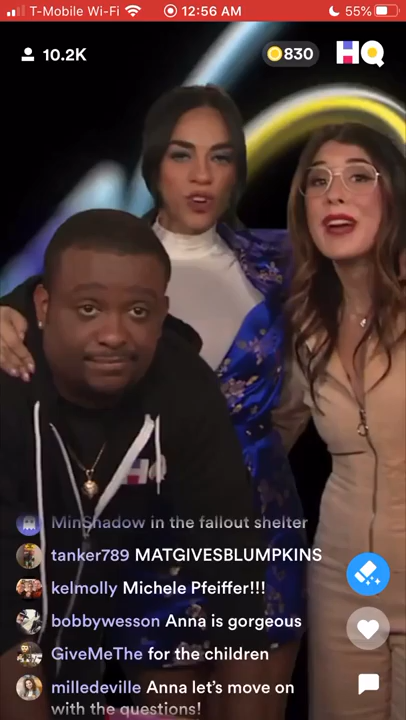 T-Mobile Wi-Fi 12:56 AM 55%
10.2K 830 HQ
HQ
MinShadow in the fallout shelter
tanker789 MATGIVESBLUMPKINS
kelmolly Michele Pfeiffer!!!
bobbywesson Anna is gorgeous
GiveMeThe for the children
milledeville Anna let's move on
with the questions!